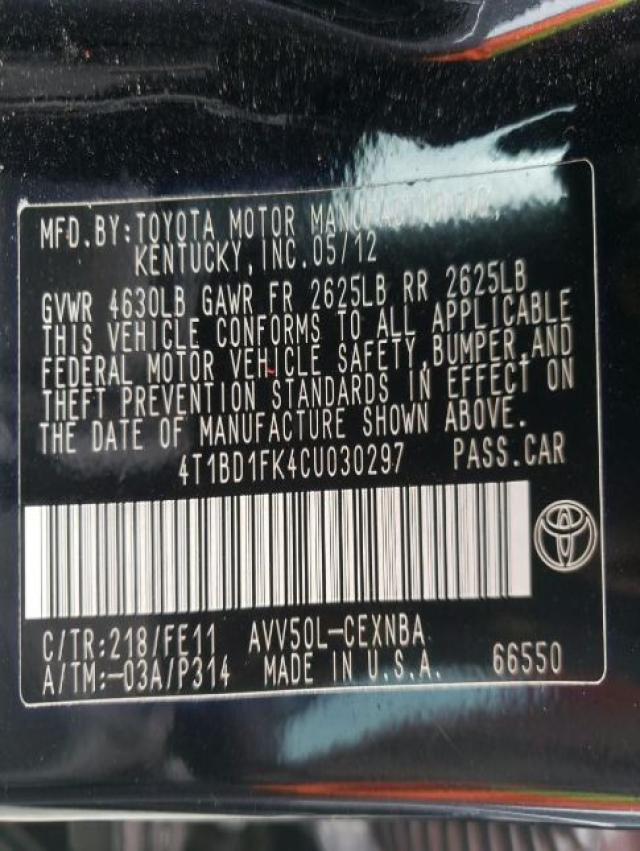 MFD.BY:TOYOTA MOTOR MANUFACTURING,
KENTUCKY,INC.05/12
GVWR 4630LB GAWR FR 2625LB RR 2625LB
THIS VEHICLE CONFORMS TO ALL APPLICABLE
FEDERAL MOTOR VEHICLE SAFETY,BUMPER,AND
THEFT PREVENTION STANDARDS IN EFFECT ON
THE DATE OF MANUFACTURE SHOWN ABOVE.
4T1BD1FK4CU030297 PASS.CAR
C/TR:218/FE11 AVV50L-CEXNBA
A/TM:-03A/P314 MADE IN U.S.A. 66550